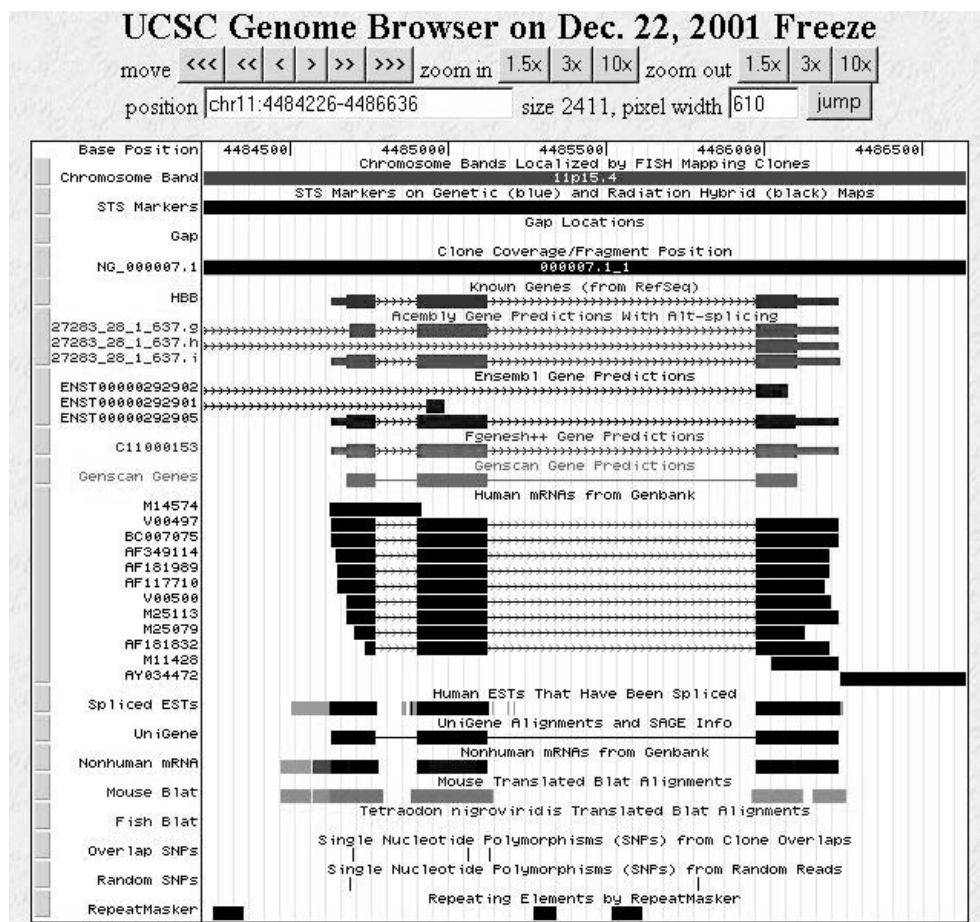 UCSC Genome Browser on Dec. 22, 2001 Freeze
move <<< << < > >> >>> zoom in 1.5x 3x 10x zoom out 1.5x 3x 10x
position chr11:4484226-4486636 size 2411, pixel width 610 jump
Base Position 4484500| 4485000| 4485500| 4486000| 4486500|
Chromosome Bands Localized by FISH Mapping Clones
Chromosome Band 11p15.4
STS Markers on Genetic (blue) and Radiation Hybrid (black) Maps
STS Markers
Gap Locations
Gap
Clone Coverage/Fragment Position
NG_000007.1 000007.1_1
Known Genes (from RefSeq)
HBB
Acembly Gene Predictions With Alt-splicing
27283_28_1_637.g
27283_28_1_637.h
27283_28_1_637.i
Ensembl Gene Predictions
ENST00000292902
ENST00000292901
ENST00000292905
Fgenesh++ Gene Predictions
C11000153
Genscan Gene Predictions
Genscan Genes
Human mRNAs from Genbank
M14574
V00497
BC007075
AF349114
AF181989
AF117710
V00500
M25113
M25079
AF181832
M11428
AY034472
Human ESTs That Have Been Spliced
Spliced ESTs
UniGene Alignments and SAGE Info
UniGene
Nonhuman mRNAs from Genbank
Nonhuman mRNA
Mouse Translated Blat Alignments
Mouse Blat
Tetraodon nigroviridis Translated Blat Alignments
Fish Blat
Single Nucleotide Polymorphisms (SNPs) from Clone Overlaps
Overlap SNPs
Single Nucleotide Polymorphisms (SNPs) from Random Reads
Random SNPs
Repeating Elements by RepeatMasker
RepeatMasker